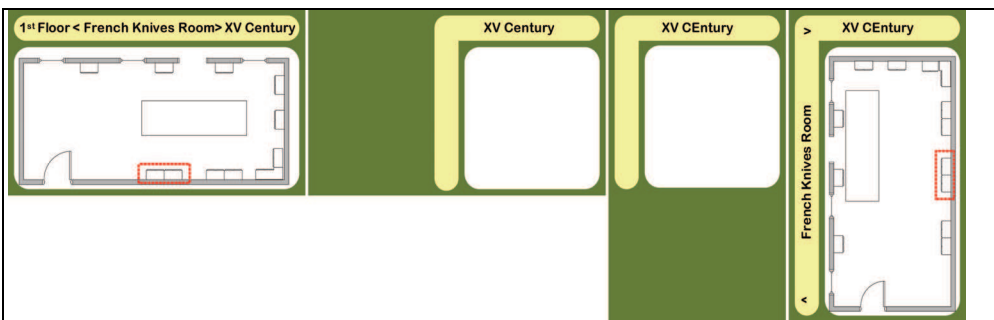 1st Floor < French Knives Room> XV Century
XV Century
XV CEntury
> XV CEntury
< French Knives Room